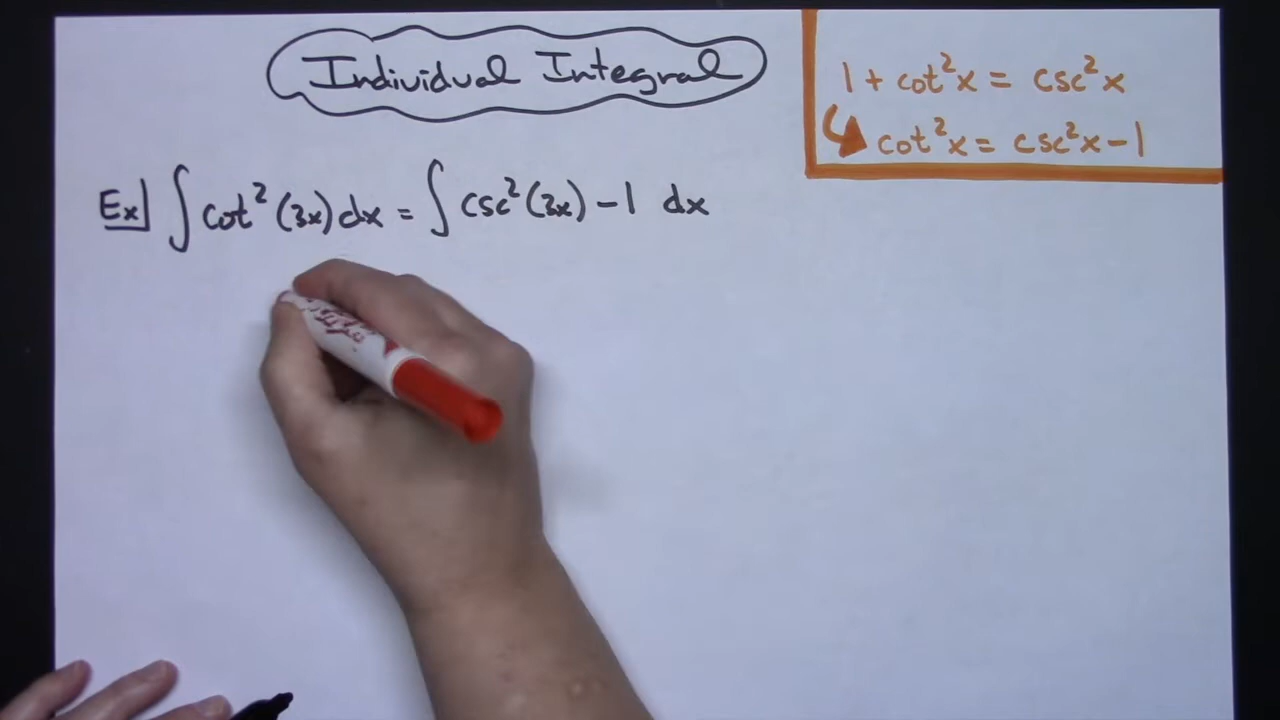 Individual Integral
1 + cot²x = csc²x
cot²x = csc²x - 1
Ex] ∫ cot² (3x) dx = ∫ csc² (3x) - 1 dx